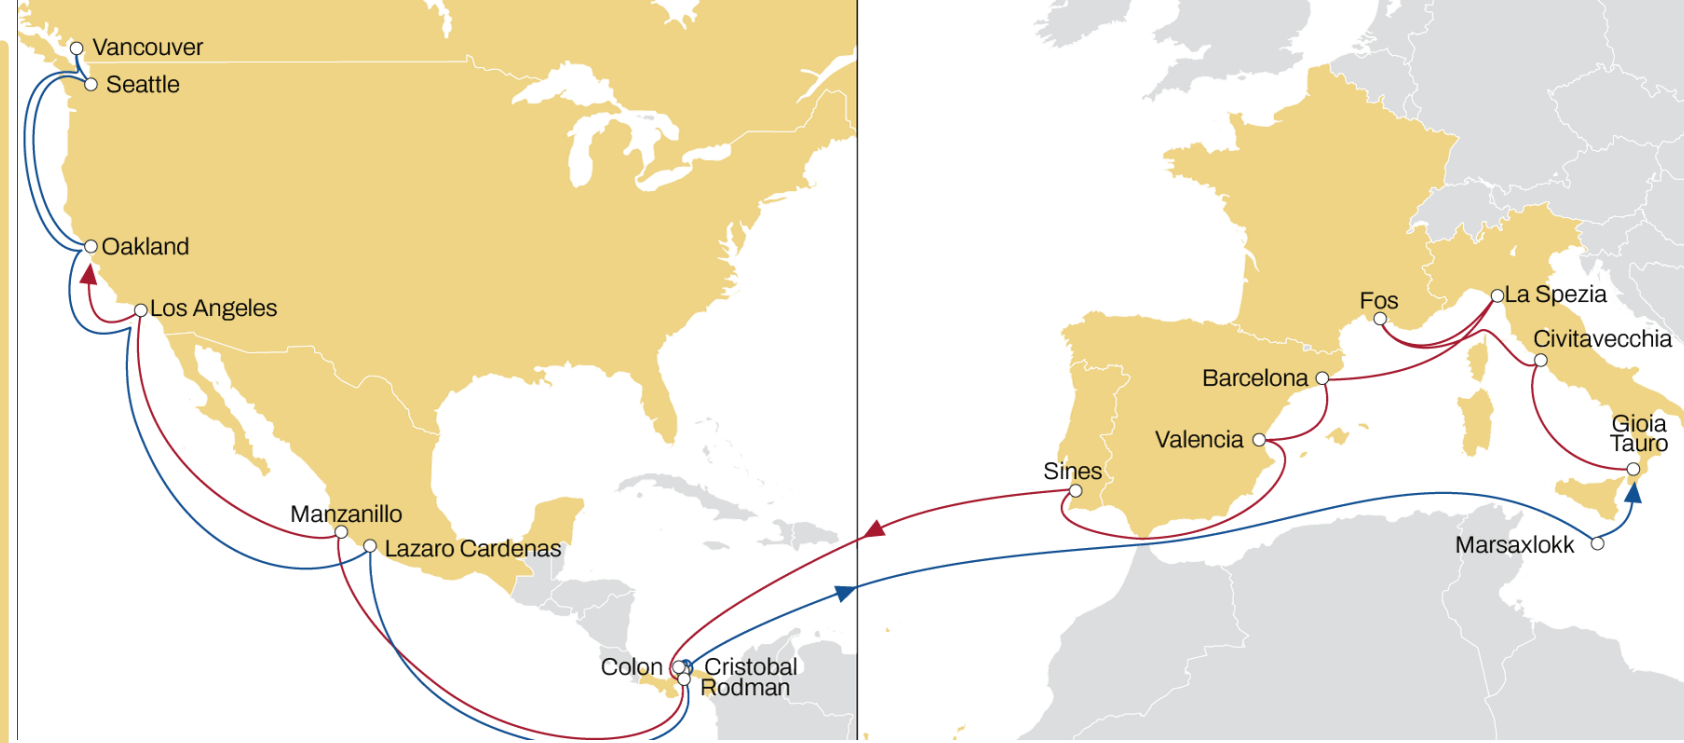 Vancouver
Seattle
Oakland
Los Angeles
Manzanillo
Lazaro Cardenas
Colon
Cristobal
Rodman
Fos
La Spezia
Civitavecchia
Barcelona
Gioia
Tauro
Valencia
Sines
Marsaxlokk